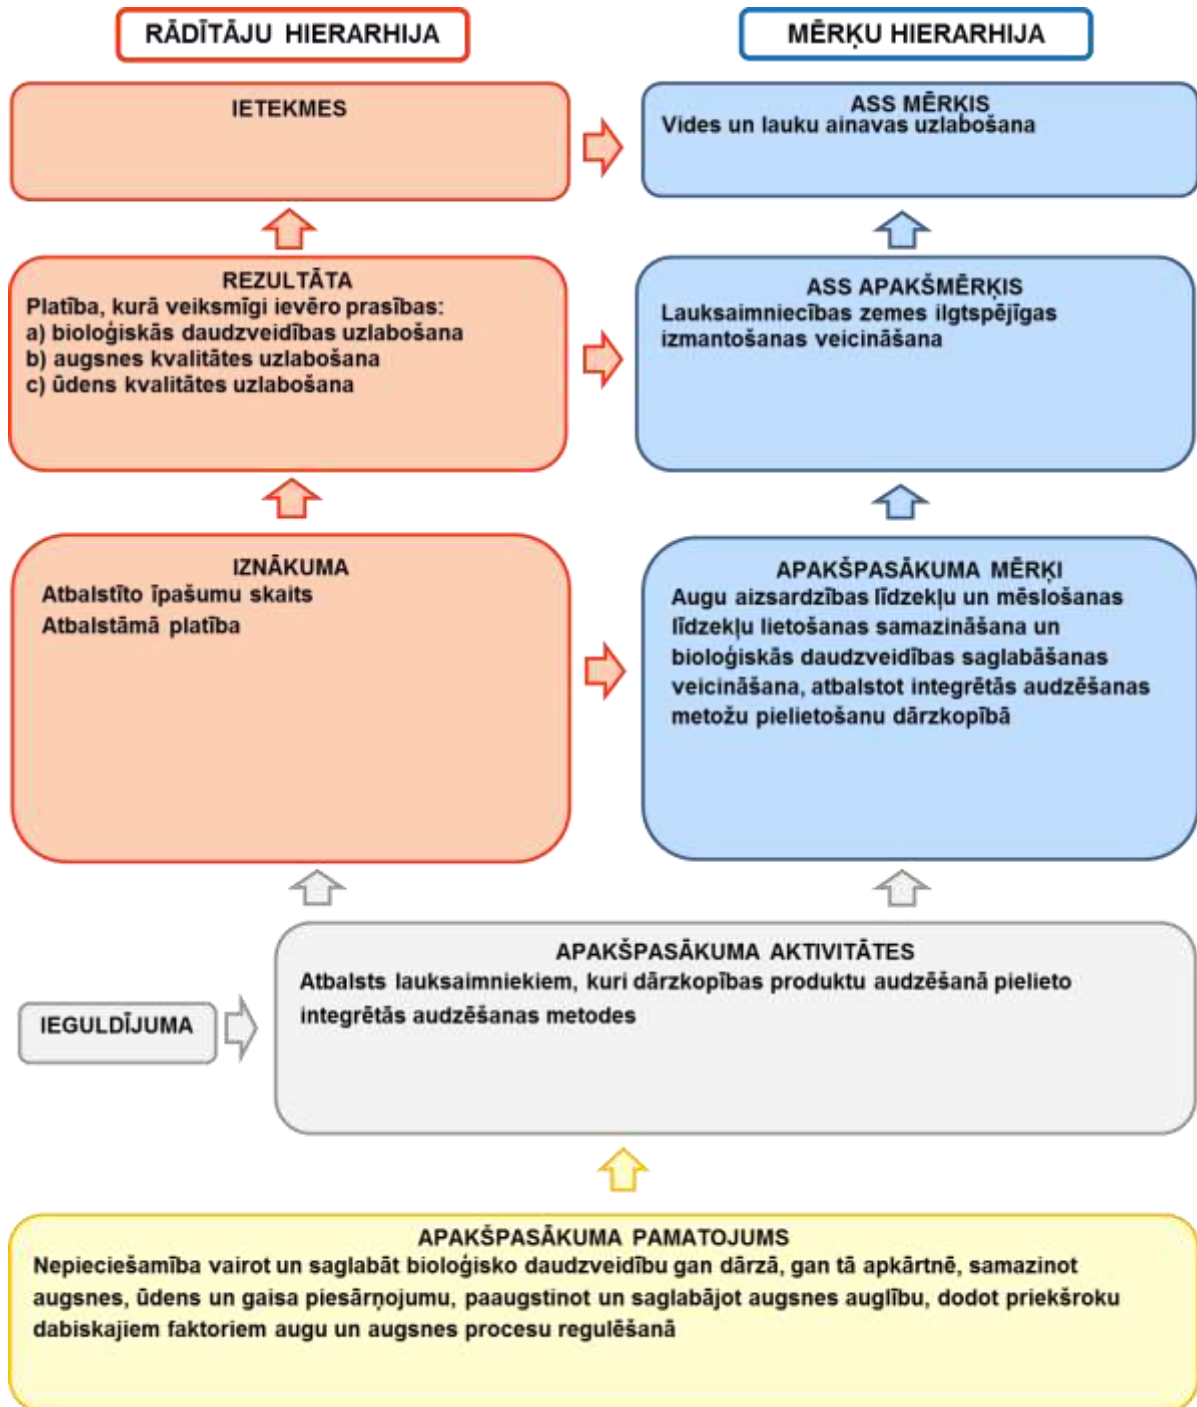 RĀDĪTĀJU HIERARHIJA
MĒRĶU HIERARHIJA
IETEKMES
ASS MĒRĶIS
Vides un lauku ainavas uzlabošana
REZULTĀTA
Platība, kurā veiksmīgi ievēro prasības:
a) bioloģiskās daudzveidības uzlabošana
b) augsnes kvalitātes uzlabošana
c) ūdens kvalitātes uzlabošana
ASS APAKŠMĒRĶIS
Lauksaimniecības zemes ilgtspējīgas
izmantošanas veicināšana
IZNĀKUMA
Atbalstīto īpašumu skaits
Atbalstāmā platība
APAKŠPASĀKUMA MĒRĶI
Augu aizsardzības līdzekļu un mēslošanas
līdzekļu lietošanas samazināšana un
bioloģiskās daudzveidības saglabāšanas
veicināšana, atbalstot integrētās audzēšanas
metožu pielietošanu dārzkopībā
APAKŠPASĀKUMA AKTIVITĀTES
Atbalsts lauksaimniekiem, kuri dārzkopības produktu audzēšanā pielieto
integrētās audzēšanas metodes
IEGULDĪJUMA
APAKŠPASĀKUMA PAMATOJUMS
Nepieciešamība vairot un saglabāt bioloģisko daudzveidību gan dārzā, gan tā apkārtnē, samazinot
augsnes, ūdens un gaisa piesārņojumu, paaugstinot un saglabājot augsnes auglību, dodot priekšroku
dabiskajiem faktoriem augu un augsnes procesu regulēšanā